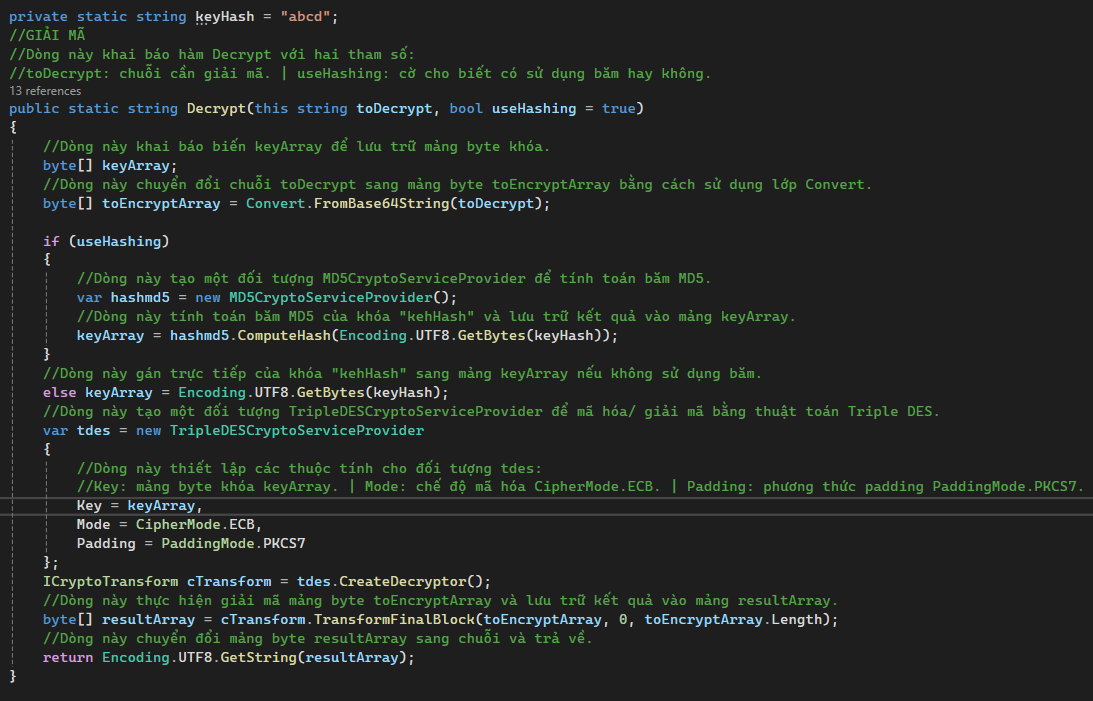 private static string keyHash = "abcd";
//GIẢI MÃ
//Dòng này khai báo hàm Decrypt với hai tham số:
//toDecrypt: chuỗi cần giải mã. | useHashing: cờ cho biết có sử dụng băm hay không.
13 references
public static string Decrypt(this string toDecrypt, bool useHashing = true)
{
//Dòng này khai báo biến keyArray để lưu trữ mảng byte khóa.
byte[] keyArray;
//Dòng này chuyển đổi chuỗi toDecrypt sang mảng byte toEncryptArray bằng cách sử dụng lớp Convert.
byte[] toEncryptArray = Convert.FromBase64String(toDecrypt);
if (useHashing)
{
//Dòng này tạo một đối tượng MD5CryptoServiceProvider để tính toán băm MD5.
var hashmd5 = new MD5CryptoServiceProvider();
//Dòng này tính toán băm MD5 của khóa "kehHash" và lưu trữ kết quả vào mảng keyArray.
keyArray = hashmd5.ComputeHash(Encoding.UTF8.GetBytes(keyHash));
}
//Dòng này gán trực tiếp của khóa "kehHash" sang mảng keyArray nếu không sử dụng băm.
else keyArray = Encoding.UTF8.GetBytes(keyHash);
//Dòng này tạo một đối tượng TripleDESCryptoServiceProvider để mã hóa/ giải mã bằng thuật toán Triple DES.
var tdes = new TripleDESCryptoServiceProvider
{
//Dòng này thiết lập các thuộc tính cho đối tượng tdes:
//Key: mảng byte khóa keyArray. | Mode: chế độ mã hóa CipherMode.ECB. | Padding: phương thức padding PaddingMode.PKCS7.
Key = keyArray,
Mode = CipherMode.ECB,
Padding = PaddingMode.PKCS7
};
ICryptoTransform cTransform = tdes.CreateDecryptor();
//Dòng này thực hiện giải mã mảng byte toEncryptArray và lưu trữ kết quả vào mảng resultArray.
byte[] resultArray = cTransform.TransformFinalBlock(toEncryptArray, 0, toEncryptArray.Length);
//Dòng này chuyển đổi mảng byte resultArray sang chuỗi và trả về.
return Encoding.UTF8.GetString(resultArray);
}